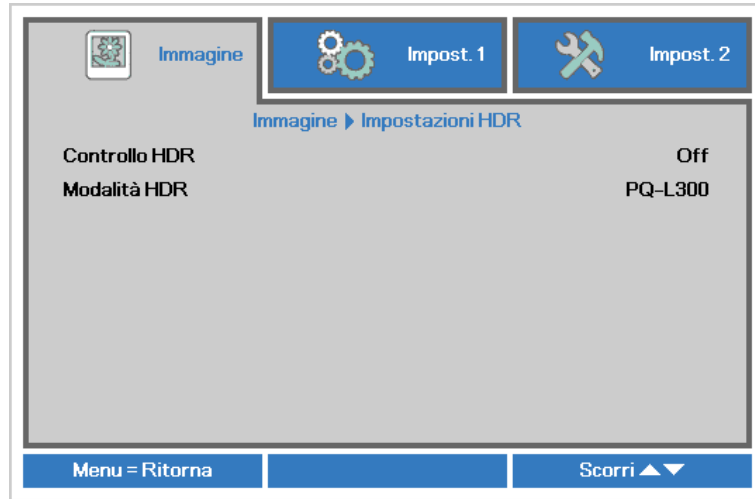 Immagine
Impost. 1
Impost. 2
Immagine ▶ Impostazioni HDR
Controllo HDR Off
Modalità HDR PQ-L300
Menu = Ritorna
Scorri ▲▼